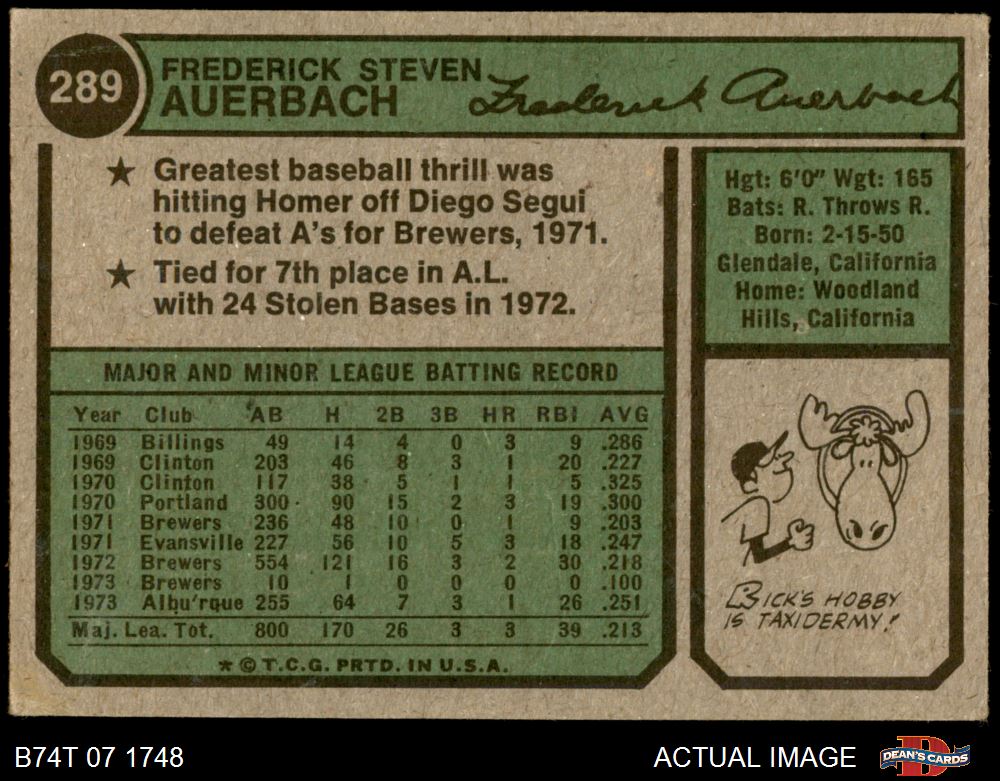 289
FREDERICK STEVEN
AUERBACH
Frederick Auerbach
★ Greatest baseball thrill was
hitting Homer off Diego Segui
to defeat A's for Brewers, 1971.
★ Tied for 7th place in A.L.
with 24 Stolen Bases in 1972.
Hgt: 6'0" Wgt: 165
Bats: R. Throws R.
Born: 2-15-50
Glendale, California
Home: Woodland
Hills, California
MAJOR AND MINOR LEAGUE BATTING RECORD
Year Club AB H 2B 3B HR RBI AVG
1969 Billings 49 14 4 0 3 9 .286
1969 Clinton 203 46 8 3 1 20 .227
1970 Clinton 117 38 5 1 1 5 .325
1970 Portland 300 90 15 2 3 19 .300
1971 Brewers 236 48 10 0 1 9 .203
1971 Evansville 227 56 10 5 3 18 .247
1972 Brewers 554 121 16 3 2 30 .218
1973 Brewers 10 1 0 0 0 0 .100
1973 Albu'rque 255 64 7 3 1 26 .251
Maj. Lea. Tot. 800 170 26 3 3 39 .213
★ © T.C.G. PRTD. IN U.S.A.
RICK'S HOBBY
IS TAXIDERMY!
B74T 07 1748
ACTUAL IMAGE
DEAN'S CARDS